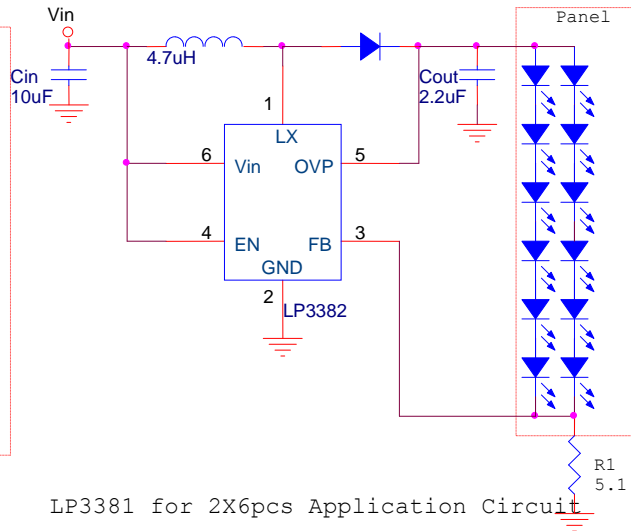 Vin
Panel
4.7uH
Cin
10uF
Cout
2.2uF
1
LX
6
Vin
OVP
5
4
EN
FB
3
GND
2
LP3382
R1
5.1
LP3381 for 2X6pcs Application Circuit